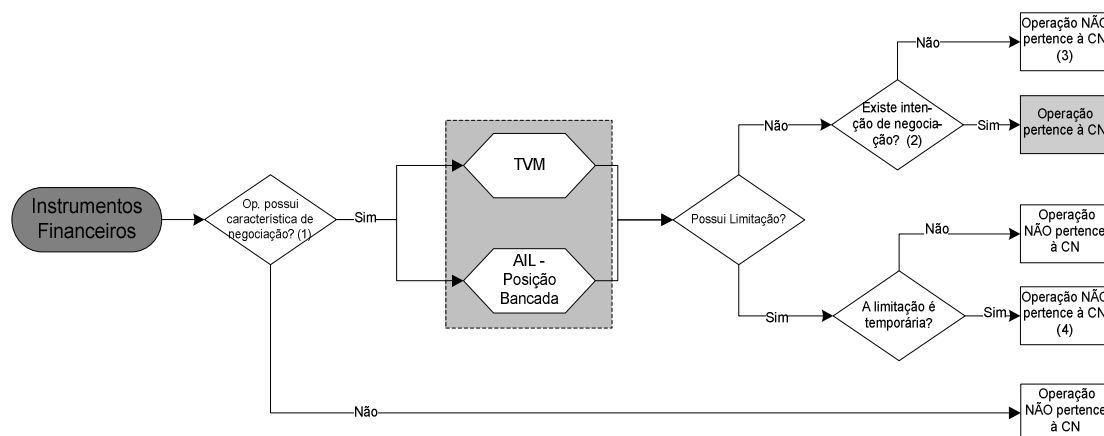 Instrumentos
Financeiros
Op. possui
característica de
negociação? (1)
Sim
TVM
AIL -
Posição
Bancada
Possui Limitação?
Não
Existe inten-
ção de negocia-
ção? (2)
Não
Operação NÃO
pertence à CN
(3)
Sim
Operação
pertence à CN
Sim
A limitação é
temporária?
Não
Operação
NÃO pertence
à CN
Sim
Operação NÃO
pertence à CN
(4)
Não
Operação
NÃO pertence
à CN